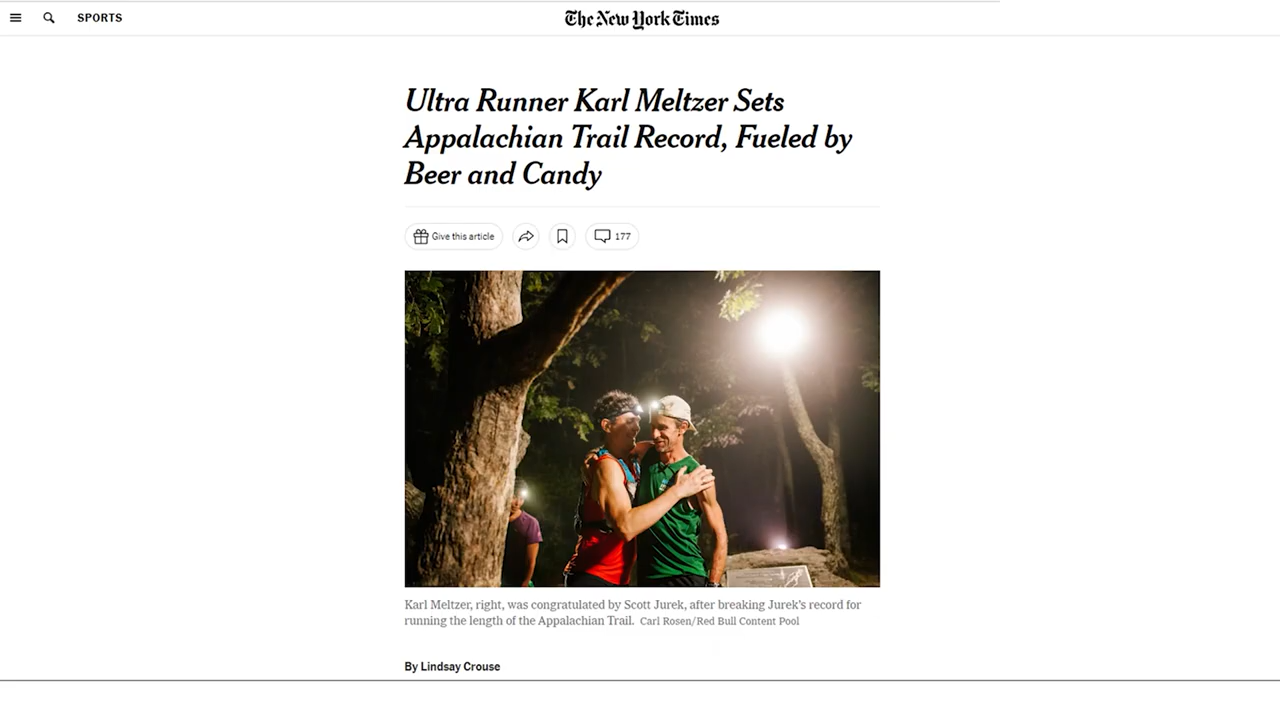 SPORTS
The New York Times
Ultra Runner Karl Meltzer Sets
Appalachian Trail Record, Fueled by
Beer and Candy
Give this article
177
Karl Meltzer, right, was congratulated by Scott Jurek, after breaking Jurek's record for
running the length of the Appalachian Trail. Carl Rosen/Red Bull Content Pool
By Lindsay Crouse